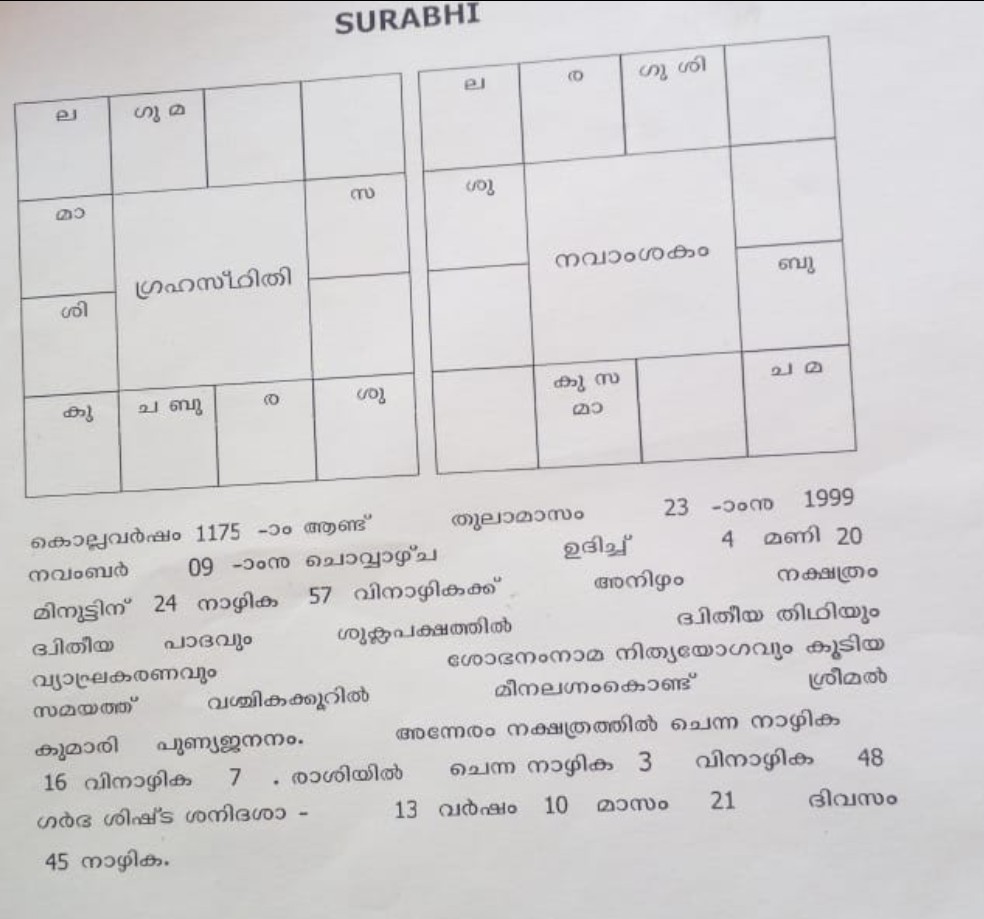 SURABHI
ല
ഗു മ
സ
മാ
ഗ്രഹസ്ഥിതി
ശി
കു
ച ബു
ര
ശു
ല
ര
ഗു ശി
ശു
നവാംശകം
ബു
കു സ
മാ
ച മ
കൊല്ലവർഷം 1175 -ാം ആണ്ട് തുലാമാസം 23 -ാംനു 1999
നവംബർ 09 -ാംനു ചൊവ്വാഴ്ച ഉദിച്ച് 4 മണി 20
മിനുട്ടിന് 24 നാഴിക 57 വിനാഴികക്ക് അനിഴം നക്ഷത്രം
ദ്വിതീയ പാദവും ശുക്ലപക്ഷത്തിൽ ദ്വിതീയ തിഥിയും
വ്യാഘ്രകരണവും ശോഭനംനാമ നിത്യയോഗവും കൂടിയ
സമയത്ത് വശ്ചികക്കൂറിൽ മീനലഗ്നംകൊണ്ട് ശ്രീമൽ
കുമാരി പുണ്യജനനം. അന്നേരം നക്ഷത്രത്തിൽ ചെന്ന നാഴിക
16 വിനാഴിക 7 . രാശിയിൽ ചെന്ന നാഴിക 3 വിനാഴിക 48
ഗർഭ ശിഷ്ട ശനിദശാ - 13 വർഷം 10 മാസം 21 ദിവസം
45 നാഴിക.